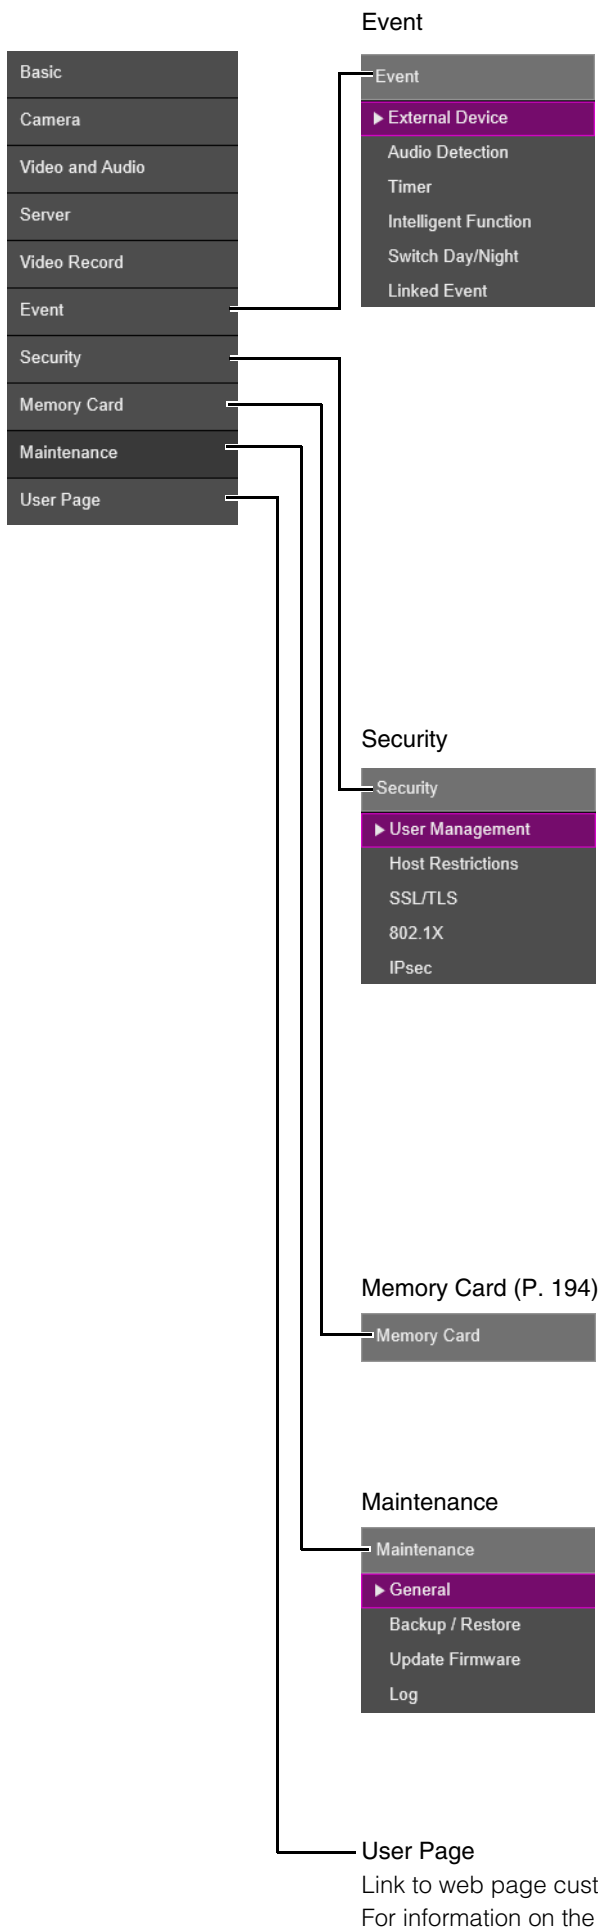 Basic
Camera
Video and Audio
Server
Video Record
Event
Security
Memory Card
Maintenance
User Page
Event
Event
External Device
Audio Detection
Timer
Intelligent Function
Switch Day/Night
Linked Event
Security
Security
User Management
Host Restrictions
SSL/TLS
802.1X
IPsec
Memory Card (P. 194)
Memory Card
Maintenance
Maintenance
General
Backup / Restore
Update Firmware
Log
User Page
Link to web page cust
For information on the